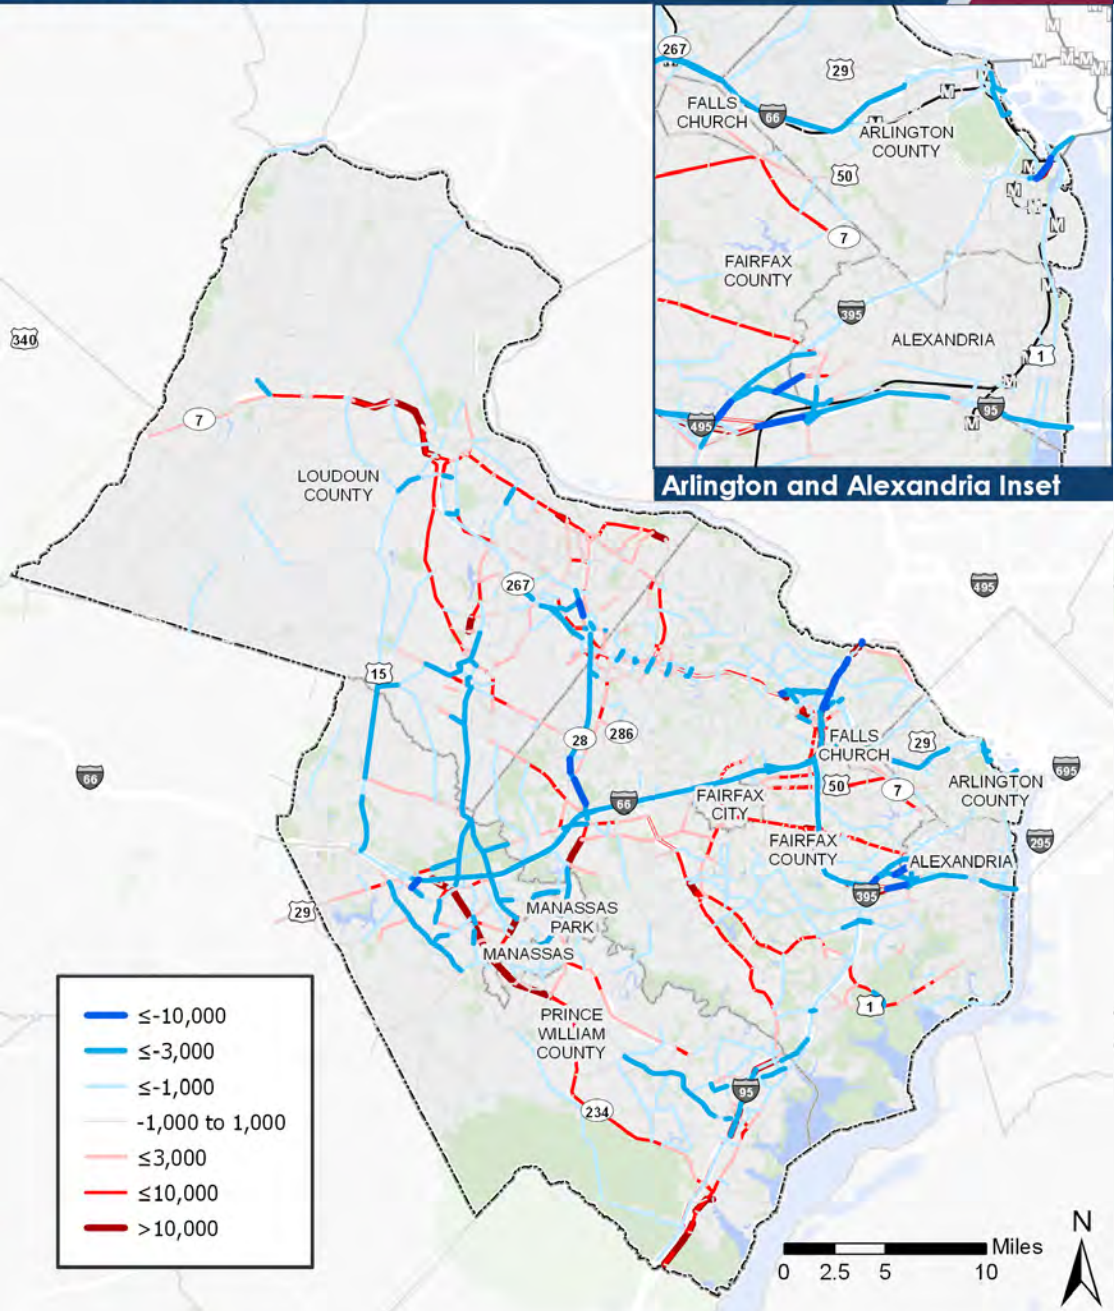 267
29
FALLS
CHURCH
66
ARLINGTON
COUNTY
50
7
FAIRFAX
COUNTY
395
ALEXANDRIA
1
95
495
M
M
M
M
M
M
M
M
M
M
M
M
M
M
Arlington and Alexandria Inset
340
7
LOUDOUN
COUNTY
267
495
15
286
28
FALLS
CHURCH
29
66
66
FAIRFAX
CITY
50
7
ARLINGTON
COUNTY
695
295
FAIRFAX
COUNTY
ALEXANDRIA
395
29
MANASSAS
PARK
MANASSAS
1
PRINCE
WILLIAM
COUNTY
95
234
≤-10,000
≤-3,000
≤-1,000
-1,000 to 1,000
≤3,000
≤10,000
>10,000
N
Miles
0 2.5 5 10